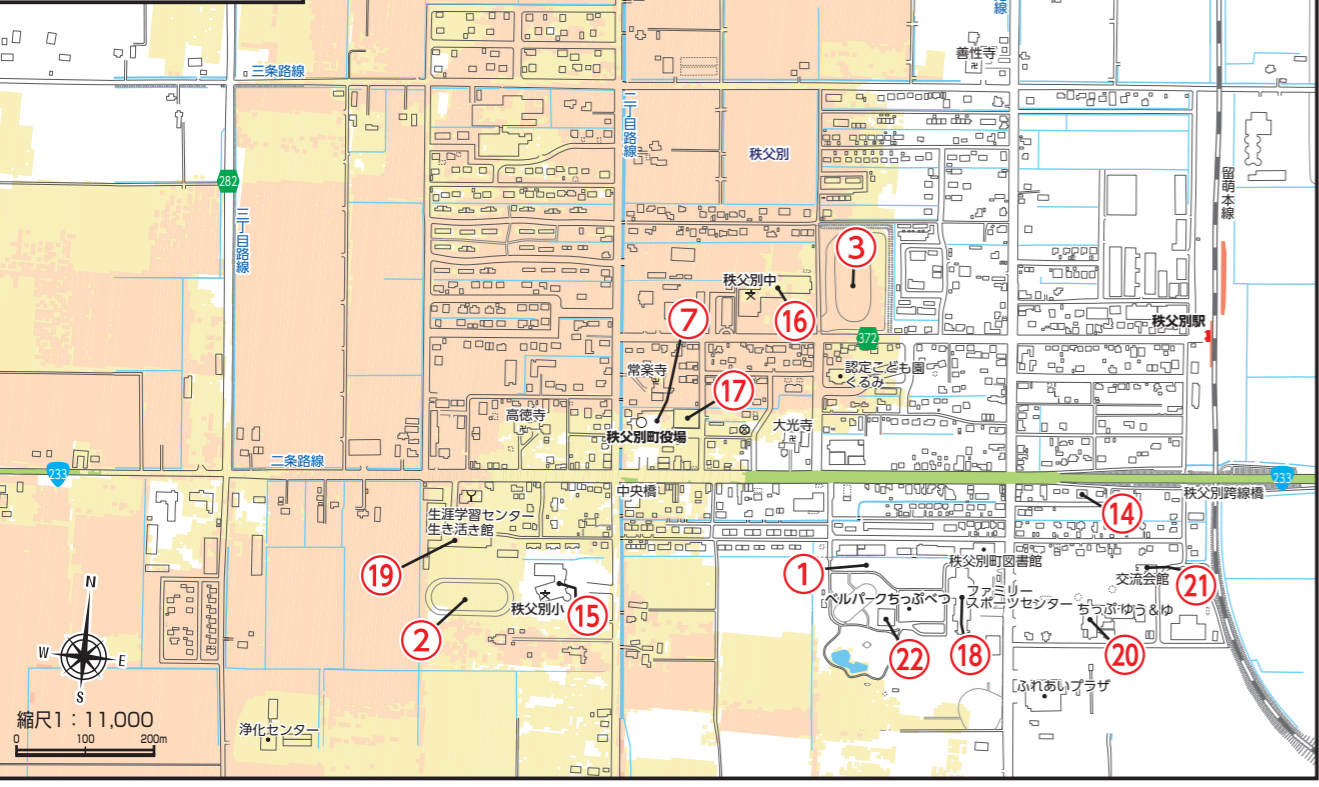 線
善性寺
三条路線
二丁目路線
秩父別
282
三丁目路線
留萌本線
3
秩父別中
16
7
372
秩父別駅
常楽寺
認定こども園
くるみ
17
高徳寺
大光寺
秩父別町役場
二条路線
233
233
中央橋
秩父別跨線橋
14
生涯学習センター
生き活き館
秩父別町図書館
19
1
交流会館
21
ベルパークちっぷべつ
ファミリー
スポーツセンター
秩父別小
15
ちっぷ・ゆう&ゆ
2
22
18
20
ふれあいプラザ
N
W
E
S
縮尺1:11,000
0 100 200m
浄化センター